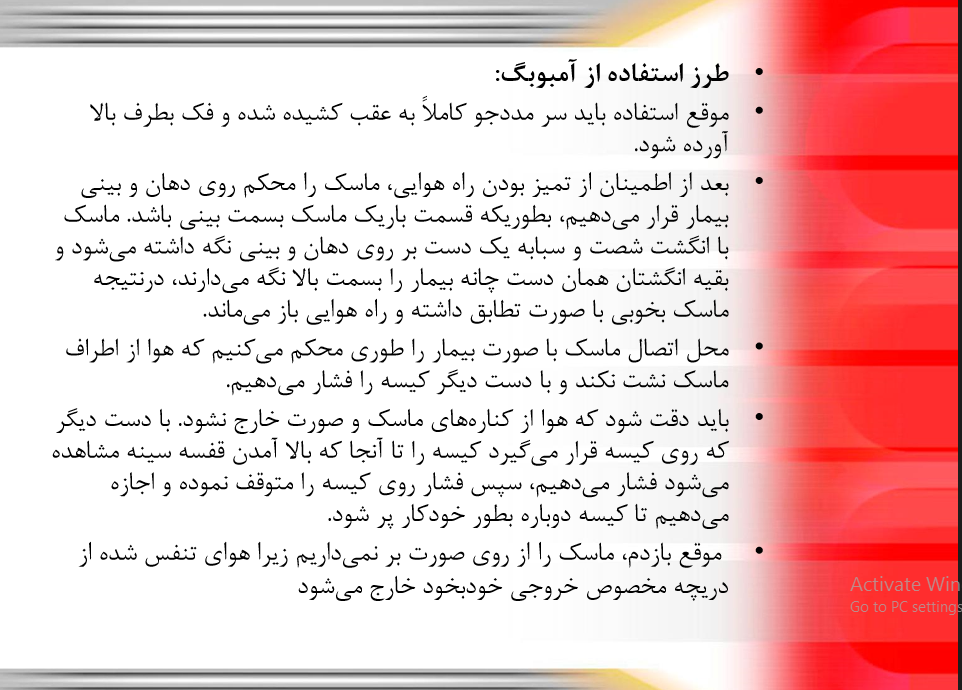 طرز استفاده از آمبوبگ:
موقع استفاده باید سر مددجو کاملاً به عقب کشیده شده و فک بطرف بالا
آورده شود.
بعد از اطمینان از تمیز بودن راه هوایی، ماسک را محکم روی دهان و بینی
بیمار قرار می‌دهیم، بطوریکه قسمت باریک ماسک بسمت بینی باشد. ماسک
با انگشت شصت و سبابه یک دست بر روی دهان و بینی نگه داشته می‌شود و
بقیه انگشتان همان دست چانه بیمار را بسمت بالا نگه می‌دارند، درنتیجه
ماسک بخوبی با صورت تطابق داشته و راه هوایی باز می‌ماند.
محل اتصال ماسک با صورت بیمار را طوری محکم می‌کنیم که هوا از اطراف
ماسک نشت نکند و با دست دیگر کیسه را فشار می‌دهیم.
باید دقت شود که هوا از کناره‌های ماسک و صورت خارج نشود. با دست دیگر
که روی کیسه قرار می‌گیرد کیسه را تا آنجا که بالا آمدن قفسه سینه مشاهده
می‌شود فشار می‌دهیم، سپس فشار روی کیسه را متوقف نموده و اجازه
می‌دهیم تا کیسه دوباره بطور خودکار پر شود.
موقع بازدم، ماسک را از روی صورت بر نمی‌داریم زیرا هوای تنفس شده از
دریچه مخصوص خروجی خودبخود خارج می‌شود
Activate Win
Go to PC settings